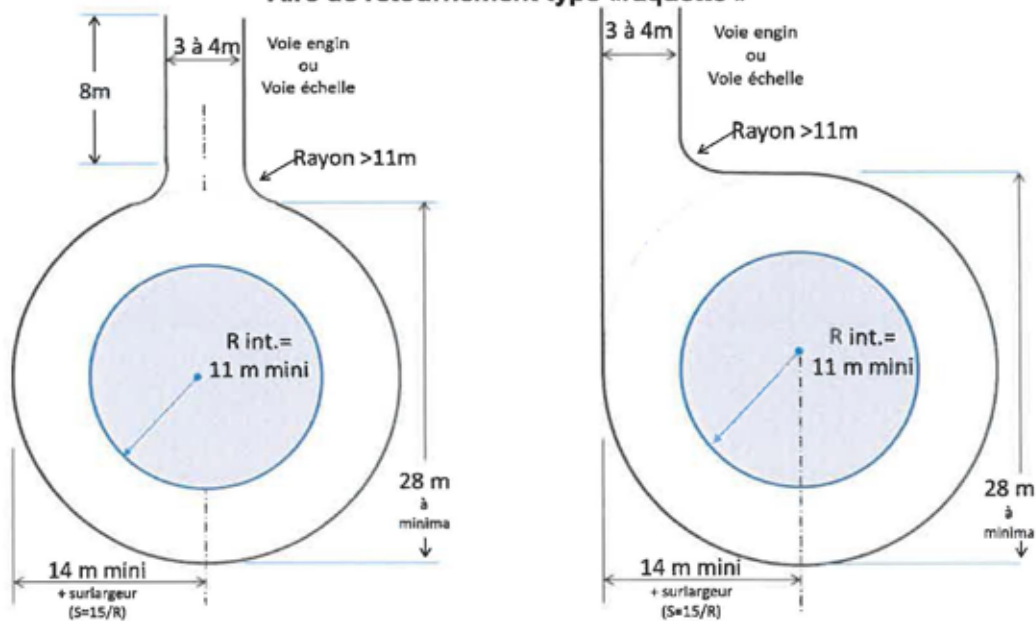 3 à 4m
Voie engin
ou
Voie échelle
8m
Rayon >11m
R int.=
11 m mini
28 m
à
minima
14 m mini
+ surlargeur
(S=15/R)
3 à 4m
Voie engin
ou
Voie échelle
Rayon >11m
R int.=
11 m mini
28 m
à
minima
14 m mini
+ surlargeur
(S=15/R)